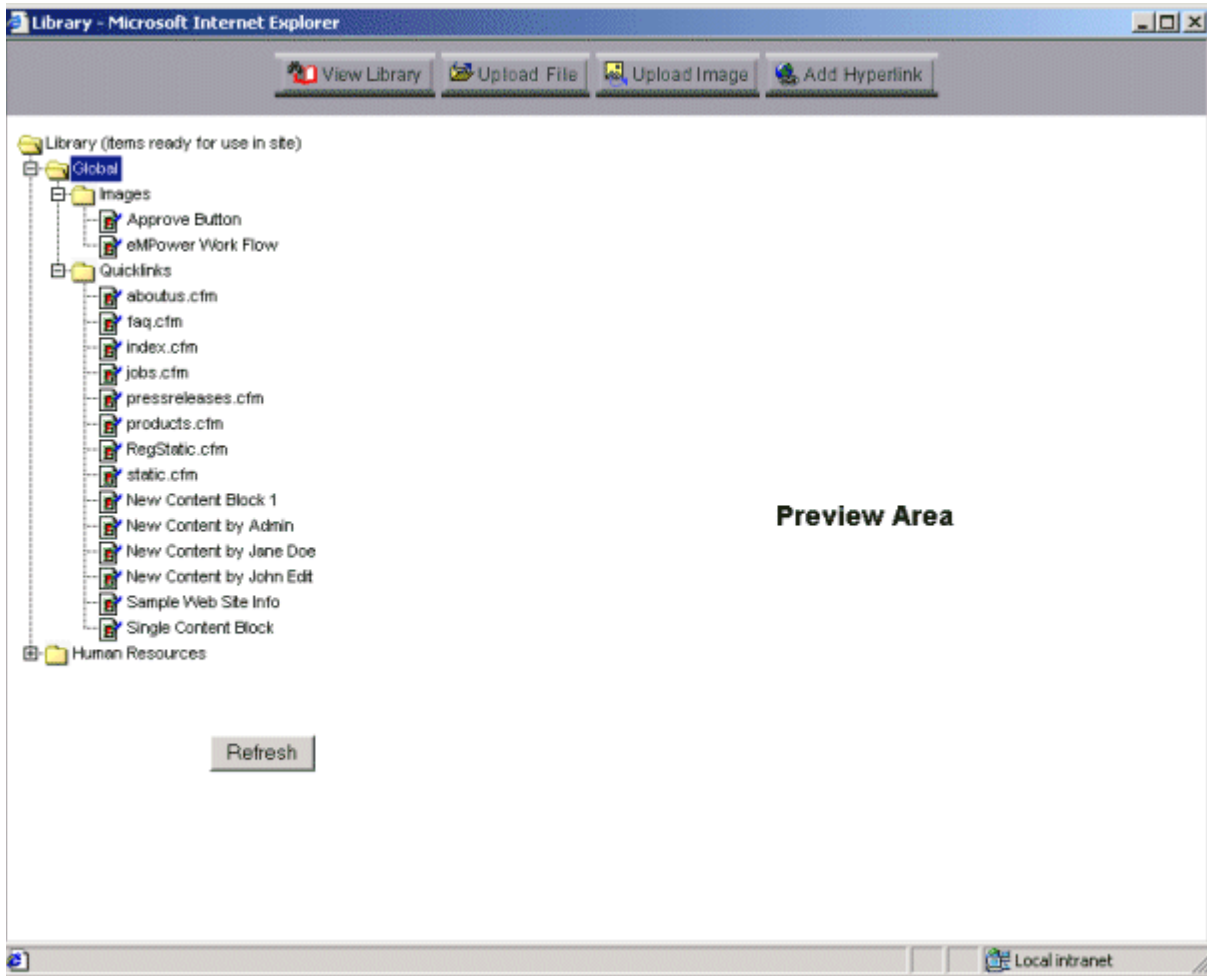 Library - Microsoft Internet Explorer
View Library Upload File Upload Image Add Hyperlink
Library (items ready for use in site)
Global
Images
Approve Button
eMPower Work Flow
Quicklinks
aboutus.cfm
faq.cfm
index.cfm
jobs.cfm
pressreleases.cfm
products.cfm
RegStatic.cfm
static.cfm
New Content Block 1
New Content by Admin
New Content by Jane Doe
New Content by John Edit
Sample Web Site Info
Single Content Block
Human Resources
Preview Area
Refresh
Local intranet